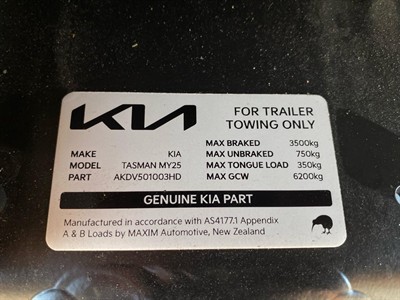 KIA
FOR TRAILER
TOWING ONLY
MAKE KIA
MODEL TASMAN MY25
PART AKDV501003HD
MAX BRAKED 3500kg
MAX UNBRAKED 750kg
MAX TONGUE LOAD 350kg
MAX GCW 6200kg
GENUINE KIA PART
Manufactured in accordance with AS4177.1 Appendix
A & B Loads by MAXIM Automotive, New Zealand